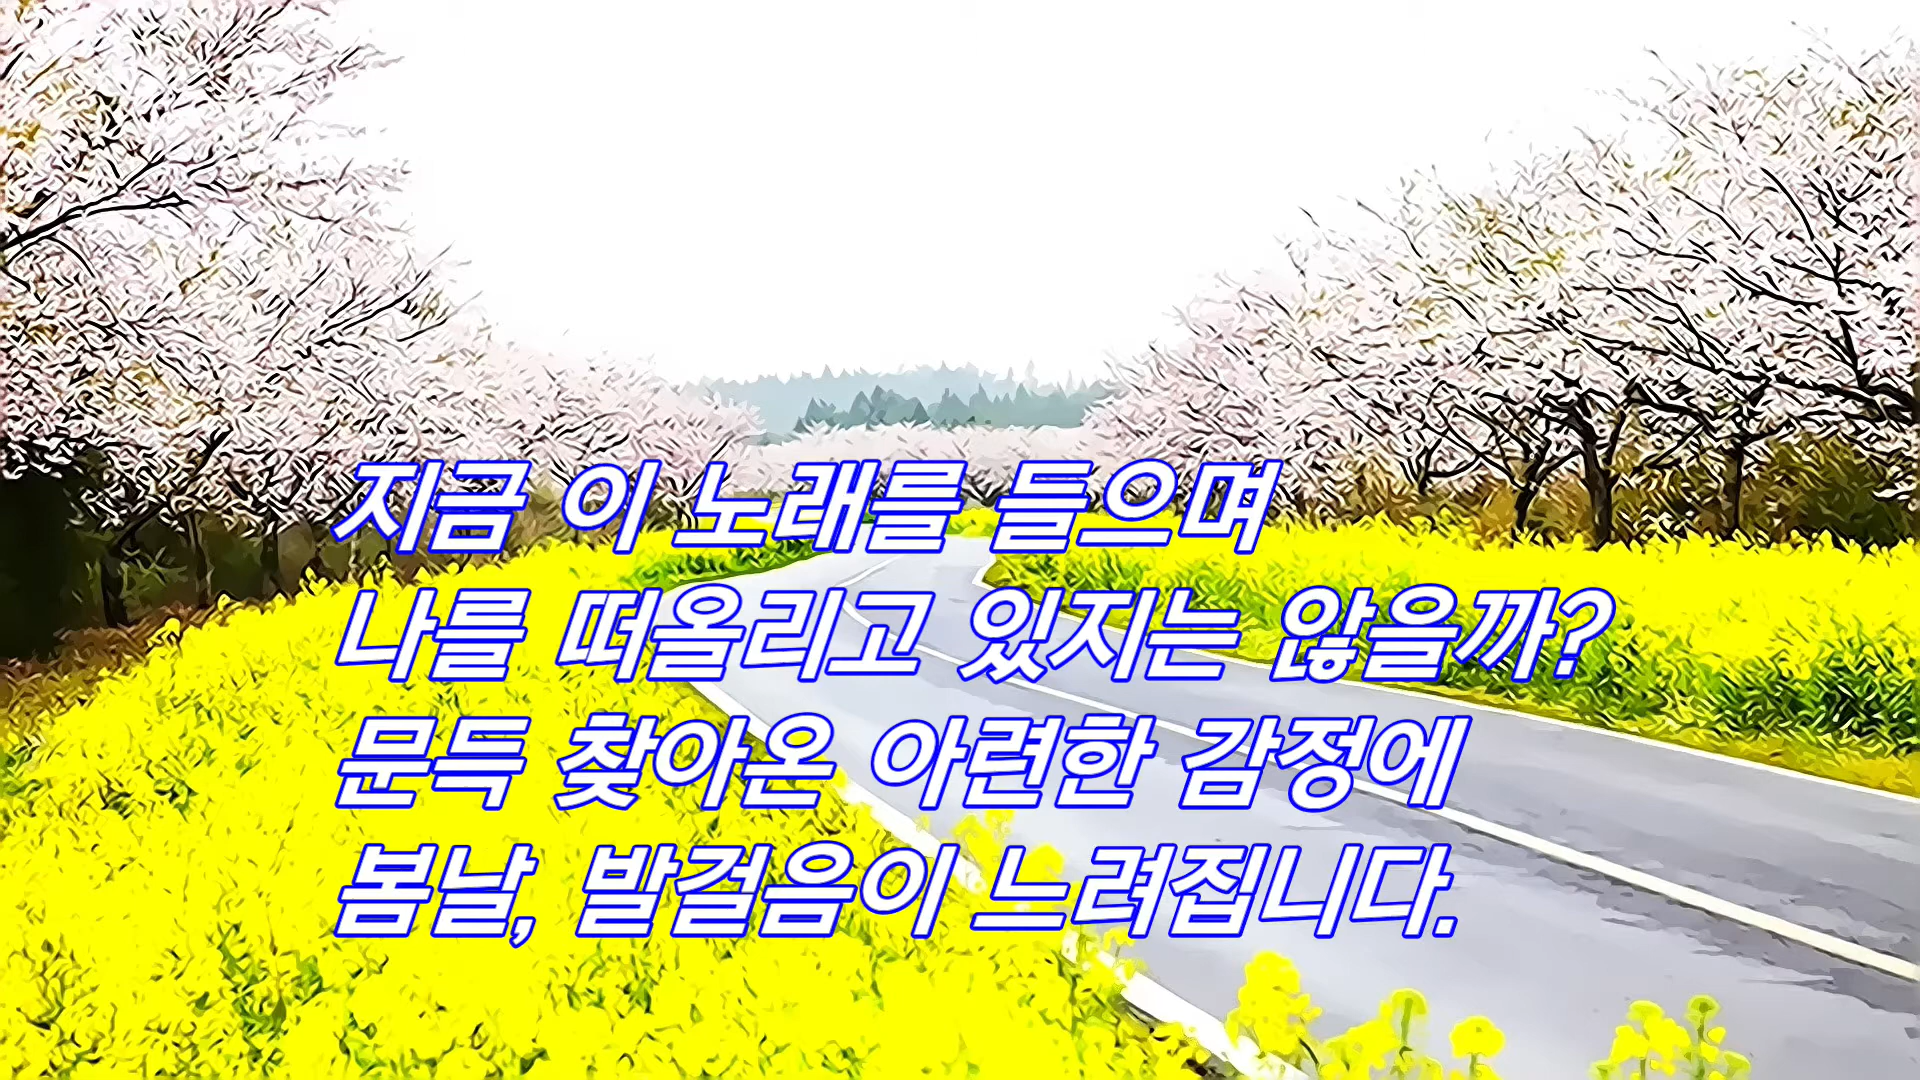 지금 이 노래를 들으며
나를 떠올리고 있지는 않을까?
문득 찾아온 아련한 감정에
봄날, 발걸음이 느려집니다.